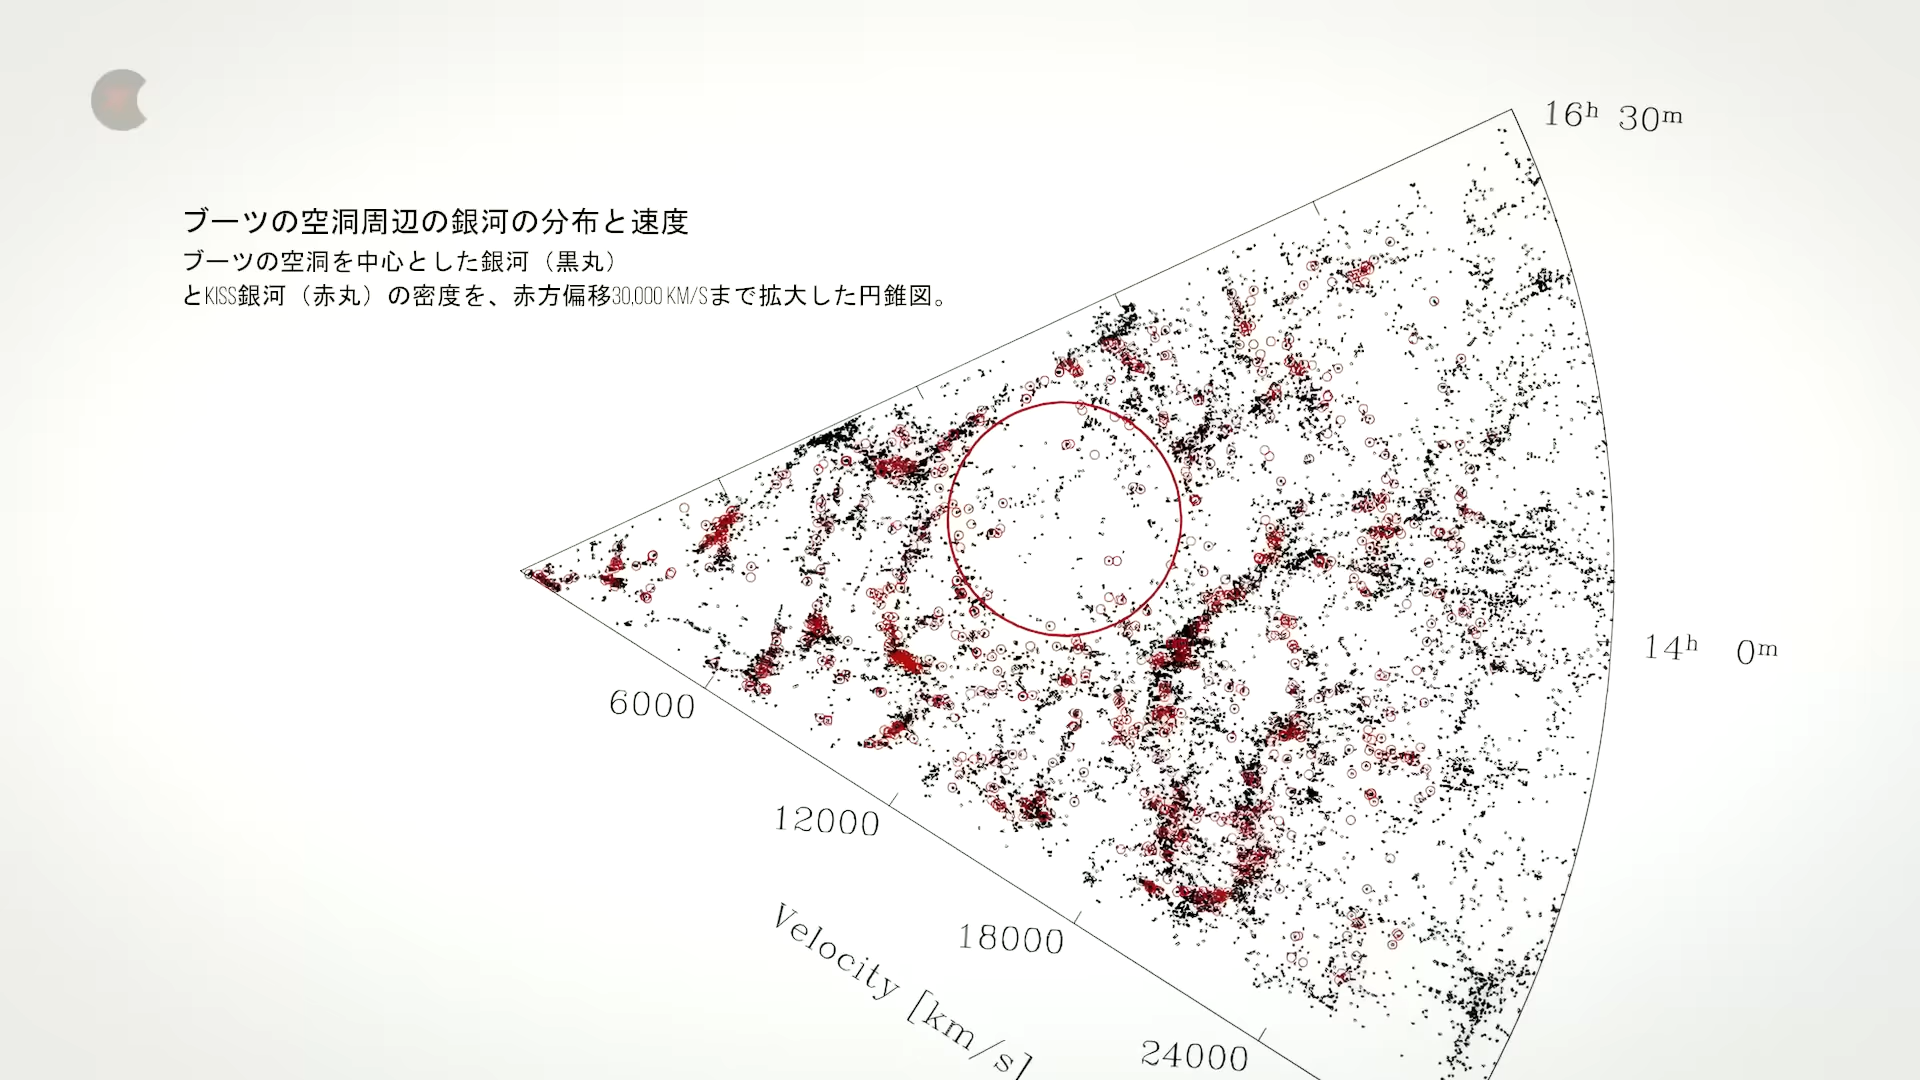 16ʰ 30ᵐ
ブーツの空洞周辺の銀河の分布と速度
ブーツの空洞を中心とした銀河（黒丸）
とKISS銀河（赤丸）の密度を、赤方偏移30,000 KM/Sまで拡大した円錐図。
14ʰ 0ᵐ
6000
12000
18000
24000
Velocity [km/s]